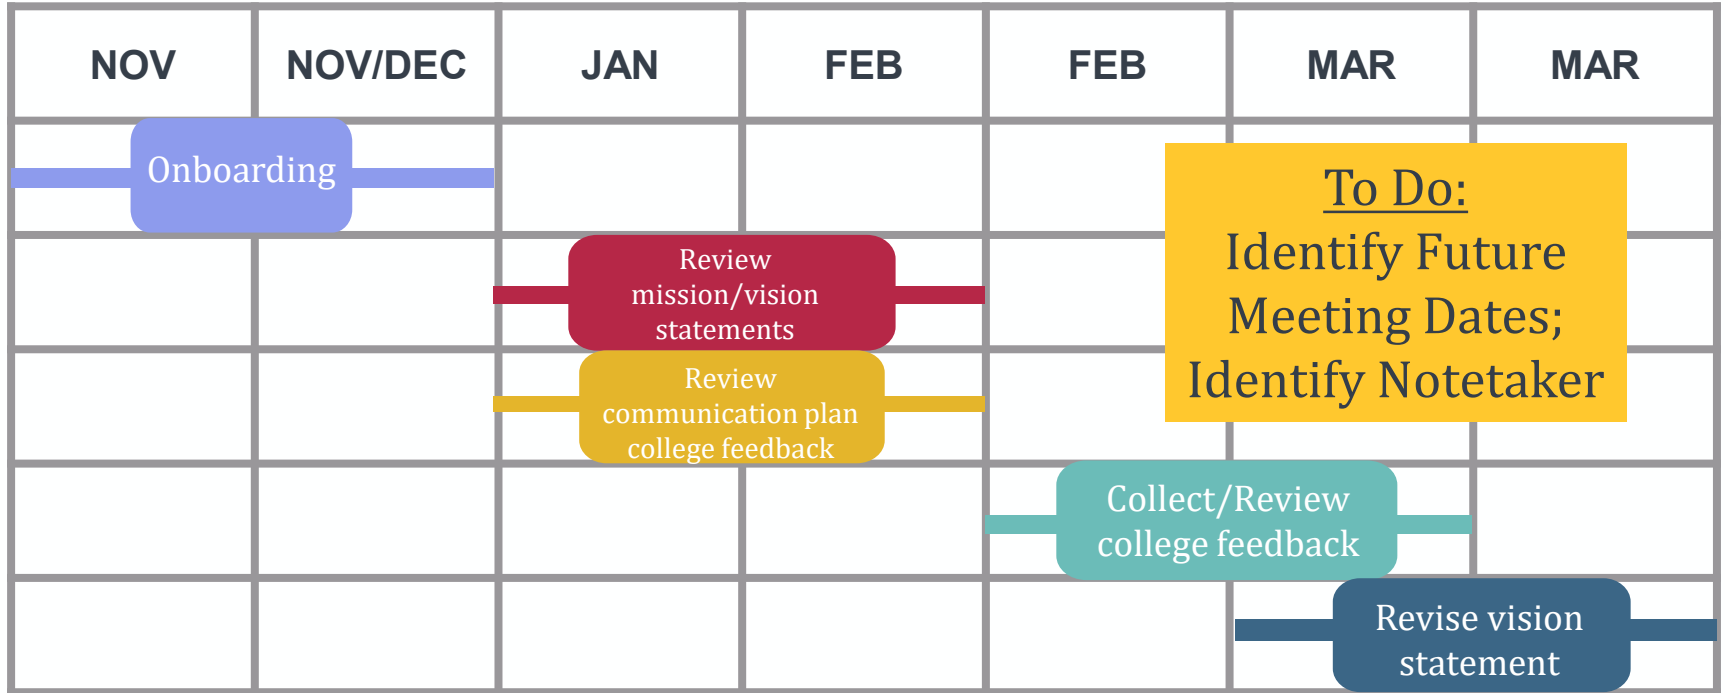 NOV NOV/DEC JAN FEB FEB MAR MAR
Onboarding
To Do:
Identify Future
Meeting Dates;
Identify Notetaker
Review
mission/vision
statements
Review
communication plan
college feedback
Collect/Review
college feedback
Revise vision
statement